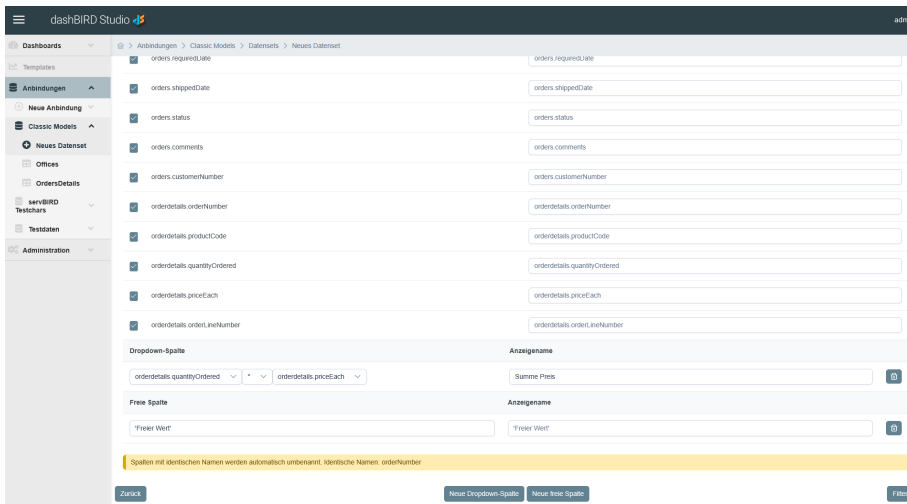 dashBIRD Studio
adm
Dashboards
Templates
Anbindungen
Neue Anbindung
Classic Models
Neues Datenset
Offices
OrdersDetails
servBIRD
Testchars
Testdaten
Administration
> Anbindungen > Classic Models > Datensets > Neues Datenset
orders.requiredDate orders.requiredDate
orders.shippedDate orders.shippedDate
orders.status orders.status
orders.comments orders.comments
orders.customerNumber orders.customerNumber
orderdetails.orderNumber orderdetails.orderNumber
orderdetails.productCode orderdetails.productCode
orderdetails.quantityOrdered orderdetails.quantityOrdered
orderdetails.priceEach orderdetails.priceEach
orderdetails.orderLineNumber orderdetails.orderLineNumber
Dropdown-Spalte Anzeigename
orderdetails.quantityOrdered * orderdetails.priceEach Summe Preis
Freie Spalte Anzeigename
'Freier Wert' 'Freier Wert'
Spalten mit identischen Namen werden automatisch umbenannt. Identische Namen: orderNumber
Zurück Neue Dropdown-Spalte Neue freie Spalte Filter